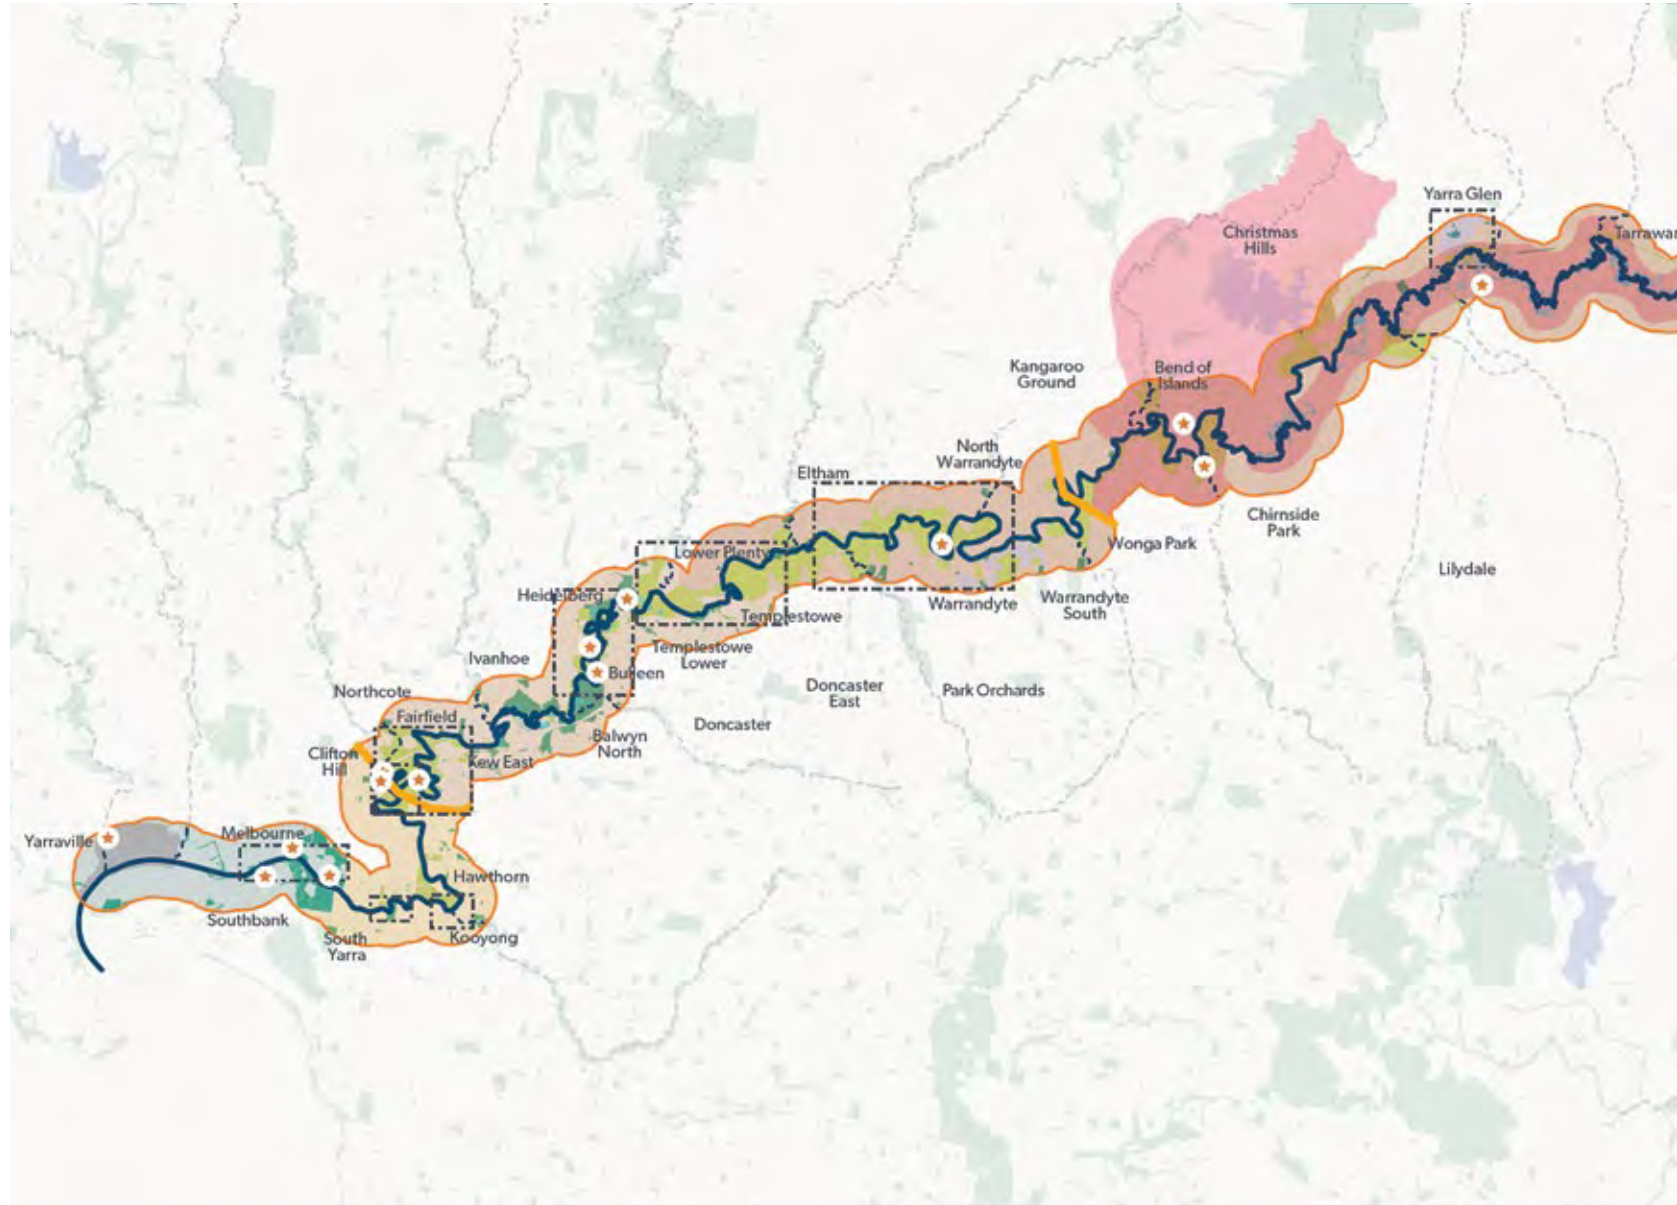 Yarra Glen
Christmas
Hills
Kangaroo
Ground
Bend of
Islands
North
Warrandyte
Eltham
Chirnside
Park
Wonga Park
Lilydale
Lower Plenty
Heidelberg
Warrandyte
Warrandyte
South
Templestowe
Templestowe
Lower
Ivanhoe
Bulleen
Doncaster
East
Park Orchards
Northcote
Fairfield
Doncaster
Balwyn
North
Clifton
Hill
Kew East
Yarraville
Melbourne
Hawthorn
Southbank
South
Yarra
Kooyong